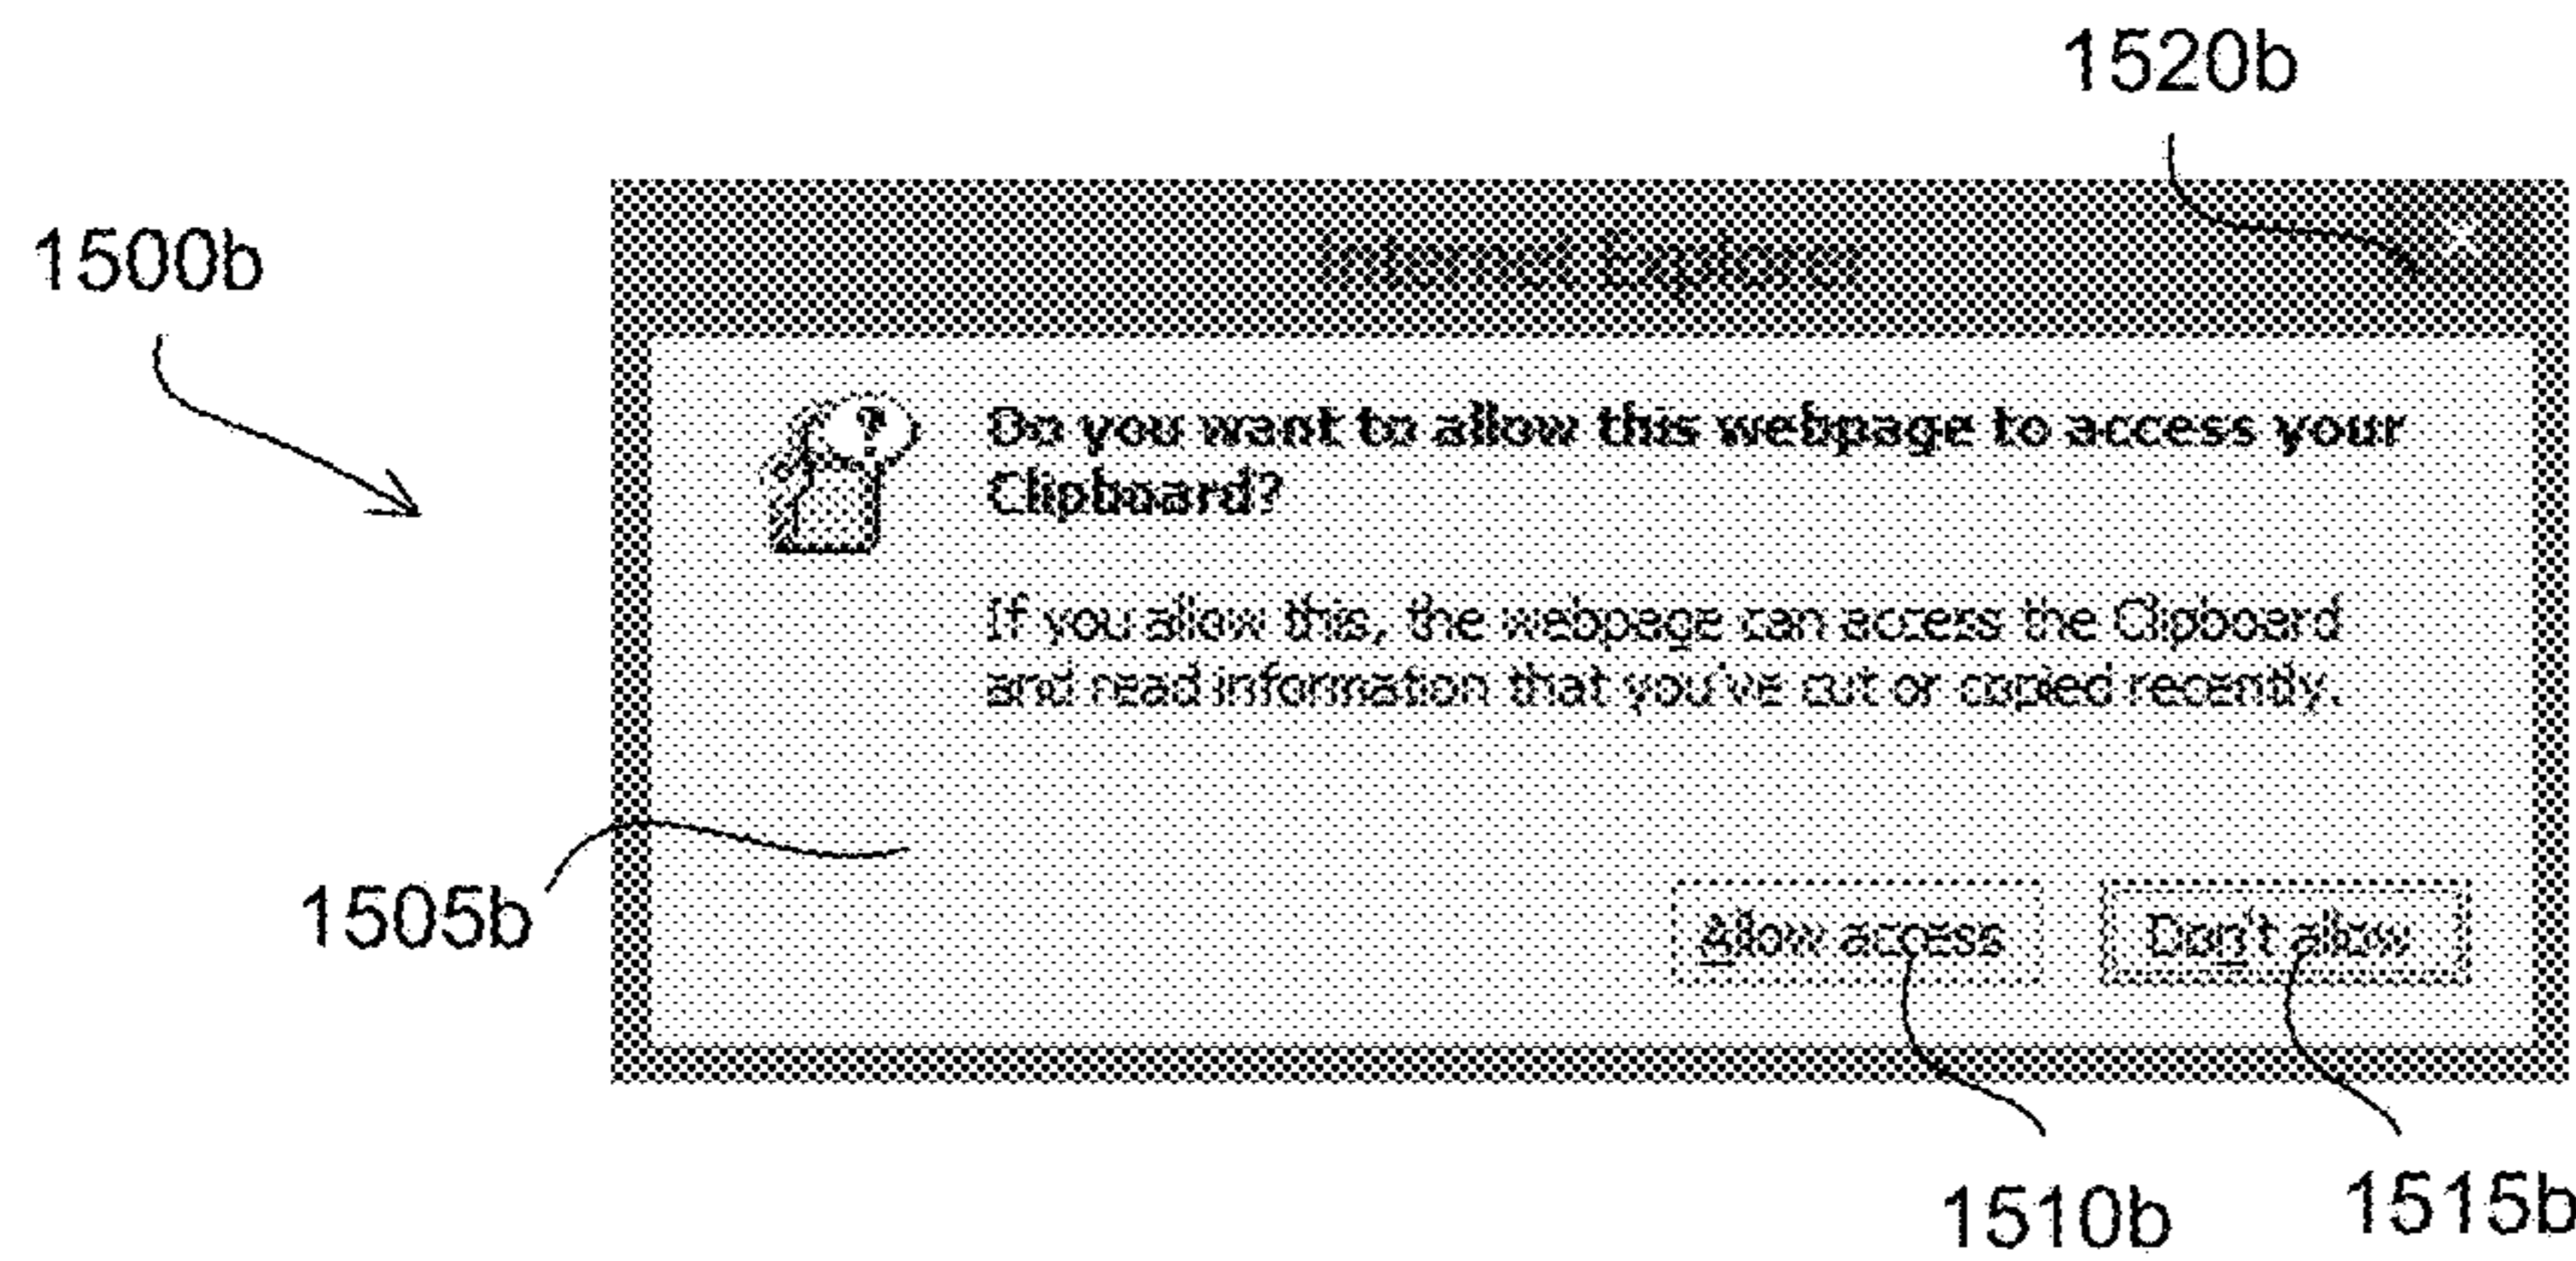 1520b
1500b
Internet Explorer
×
?
Do you want to allow this webpage to access your
Clipboard?
If you allow this, the webpage can access the Clipboard
and read information that you've cut or copied recently.
1505b
Allow access
Don't allow
1510b
1515b